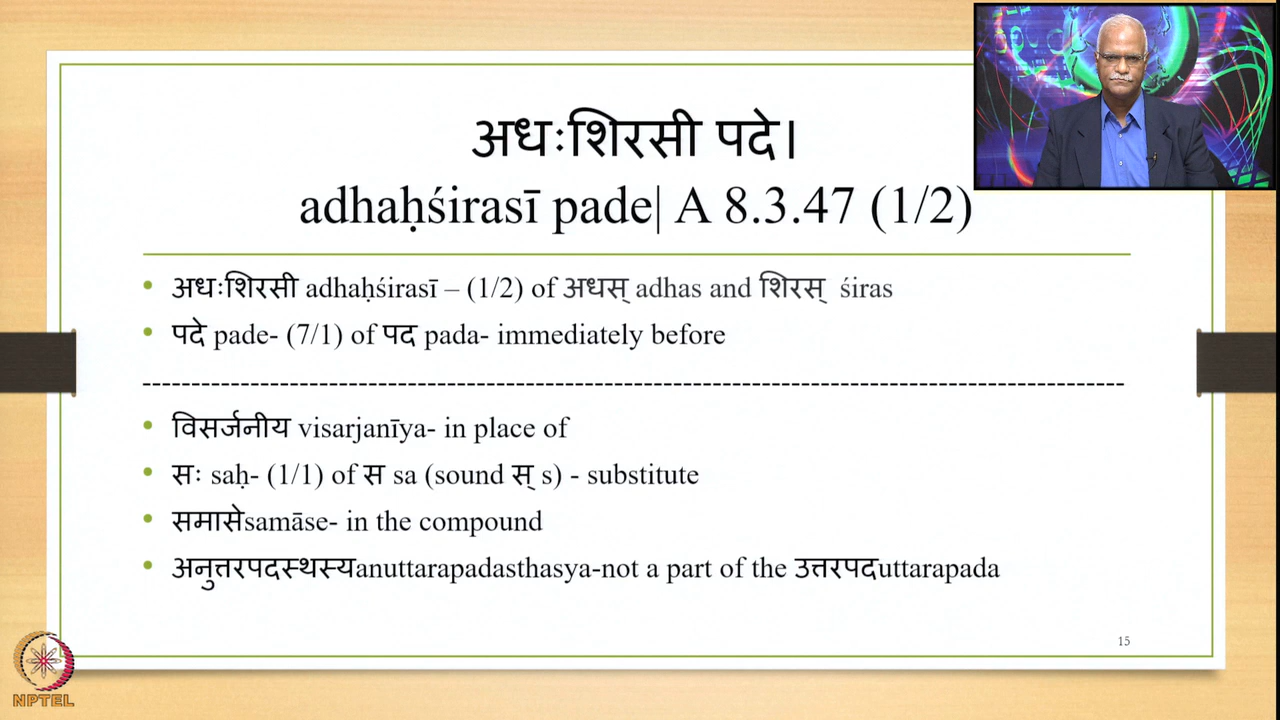 अधःशिरसी पदे।
adhaḥśirasī pade| A 8.3.47 (1/2)
• अधःशिरसी adhaḥśirasī – (1/2) of अधस् adhas and शिरस् śiras
• पदे pade- (7/1) of पद pada- immediately before
--------------------------------------------------------------------------------------------------
• विसर्जनीय visarjanīya- in place of
• सः saḥ- (1/1) of स sa (sound स् s) - substitute
• समासेsamāse- in the compound
• अनुत्तरपदस्थस्यanuttarapadasthasya-not a part of the उत्तरपदuttarapada
15
NPTEL